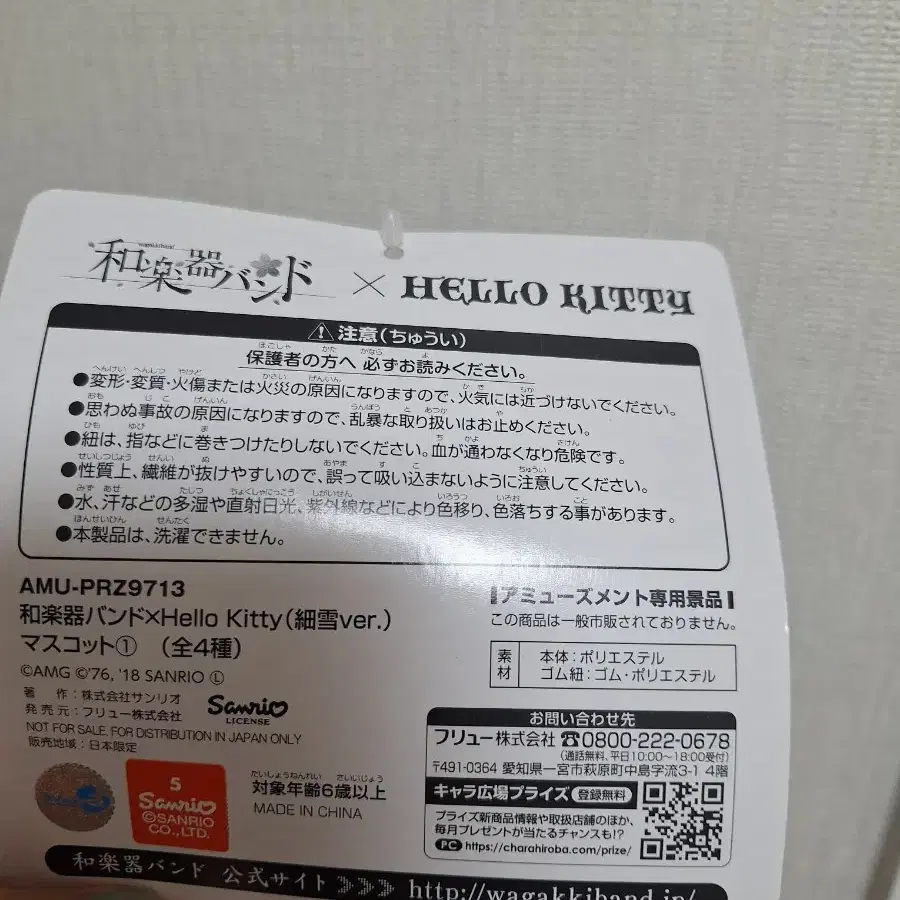 wagakkiband
和楽器バンド × HELLO KITTY
⚠注意(ちゅうい)
保護者の方へ 必ずお読みください。
●変形・変質・火傷または火災の原因になりますので、火気には近づけないでください。
●思わぬ事故の原因になりますので、乱暴な取り扱いはお止めください。
●紐は、指などに巻きつけたりしないでください。血が通わなくなり危険です。
●性質上、繊維が抜けやすいので、誤って吸い込まないように注意してください。
●水、汗などの多湿や直射日光、紫外線などにより色移り、色落ちする事があります。
●本製品は、洗濯できません。
AMU-PRZ9713
和楽器バンド×Hello Kitty(細雪ver.)
マスコット① (全4種)
©AMG ©'76, '18 SANRIO Ⓛ
著 作:株式会社サンリオ
発売元:フリュー株式会社
Sanrio
LICENSE
NOT FOR SALE. FOR DISTRIBUTION IN JAPAN ONLY
販売地域:日本限定
5
Sanrio
©SANRIO
CO., LTD.
たいしょうねんれい さいいじょう
対象年齢6歳以上
MADE IN CHINA
アミューズメント専用景品
この商品は一般市販されておりません。
素材
本体:ポリエステル
ゴム紐:ゴム・ポリエステル
お問い合わせ先
フリュー株式会社 ☎0800-222-0678
(通話無料、平日10:00~18:00受付)
〒491-0364 愛知県一宮市萩原町中島字流3-1 4階
キャラ広場プライズ 登録無料
プライズ新商品情報や取扱店舗のほか、
毎月プレゼントが当たるチャンスも!?
PC https://charahiroba.com/prize/
和楽器バンド 公式サイト >>> http://wagakkiband.jp/